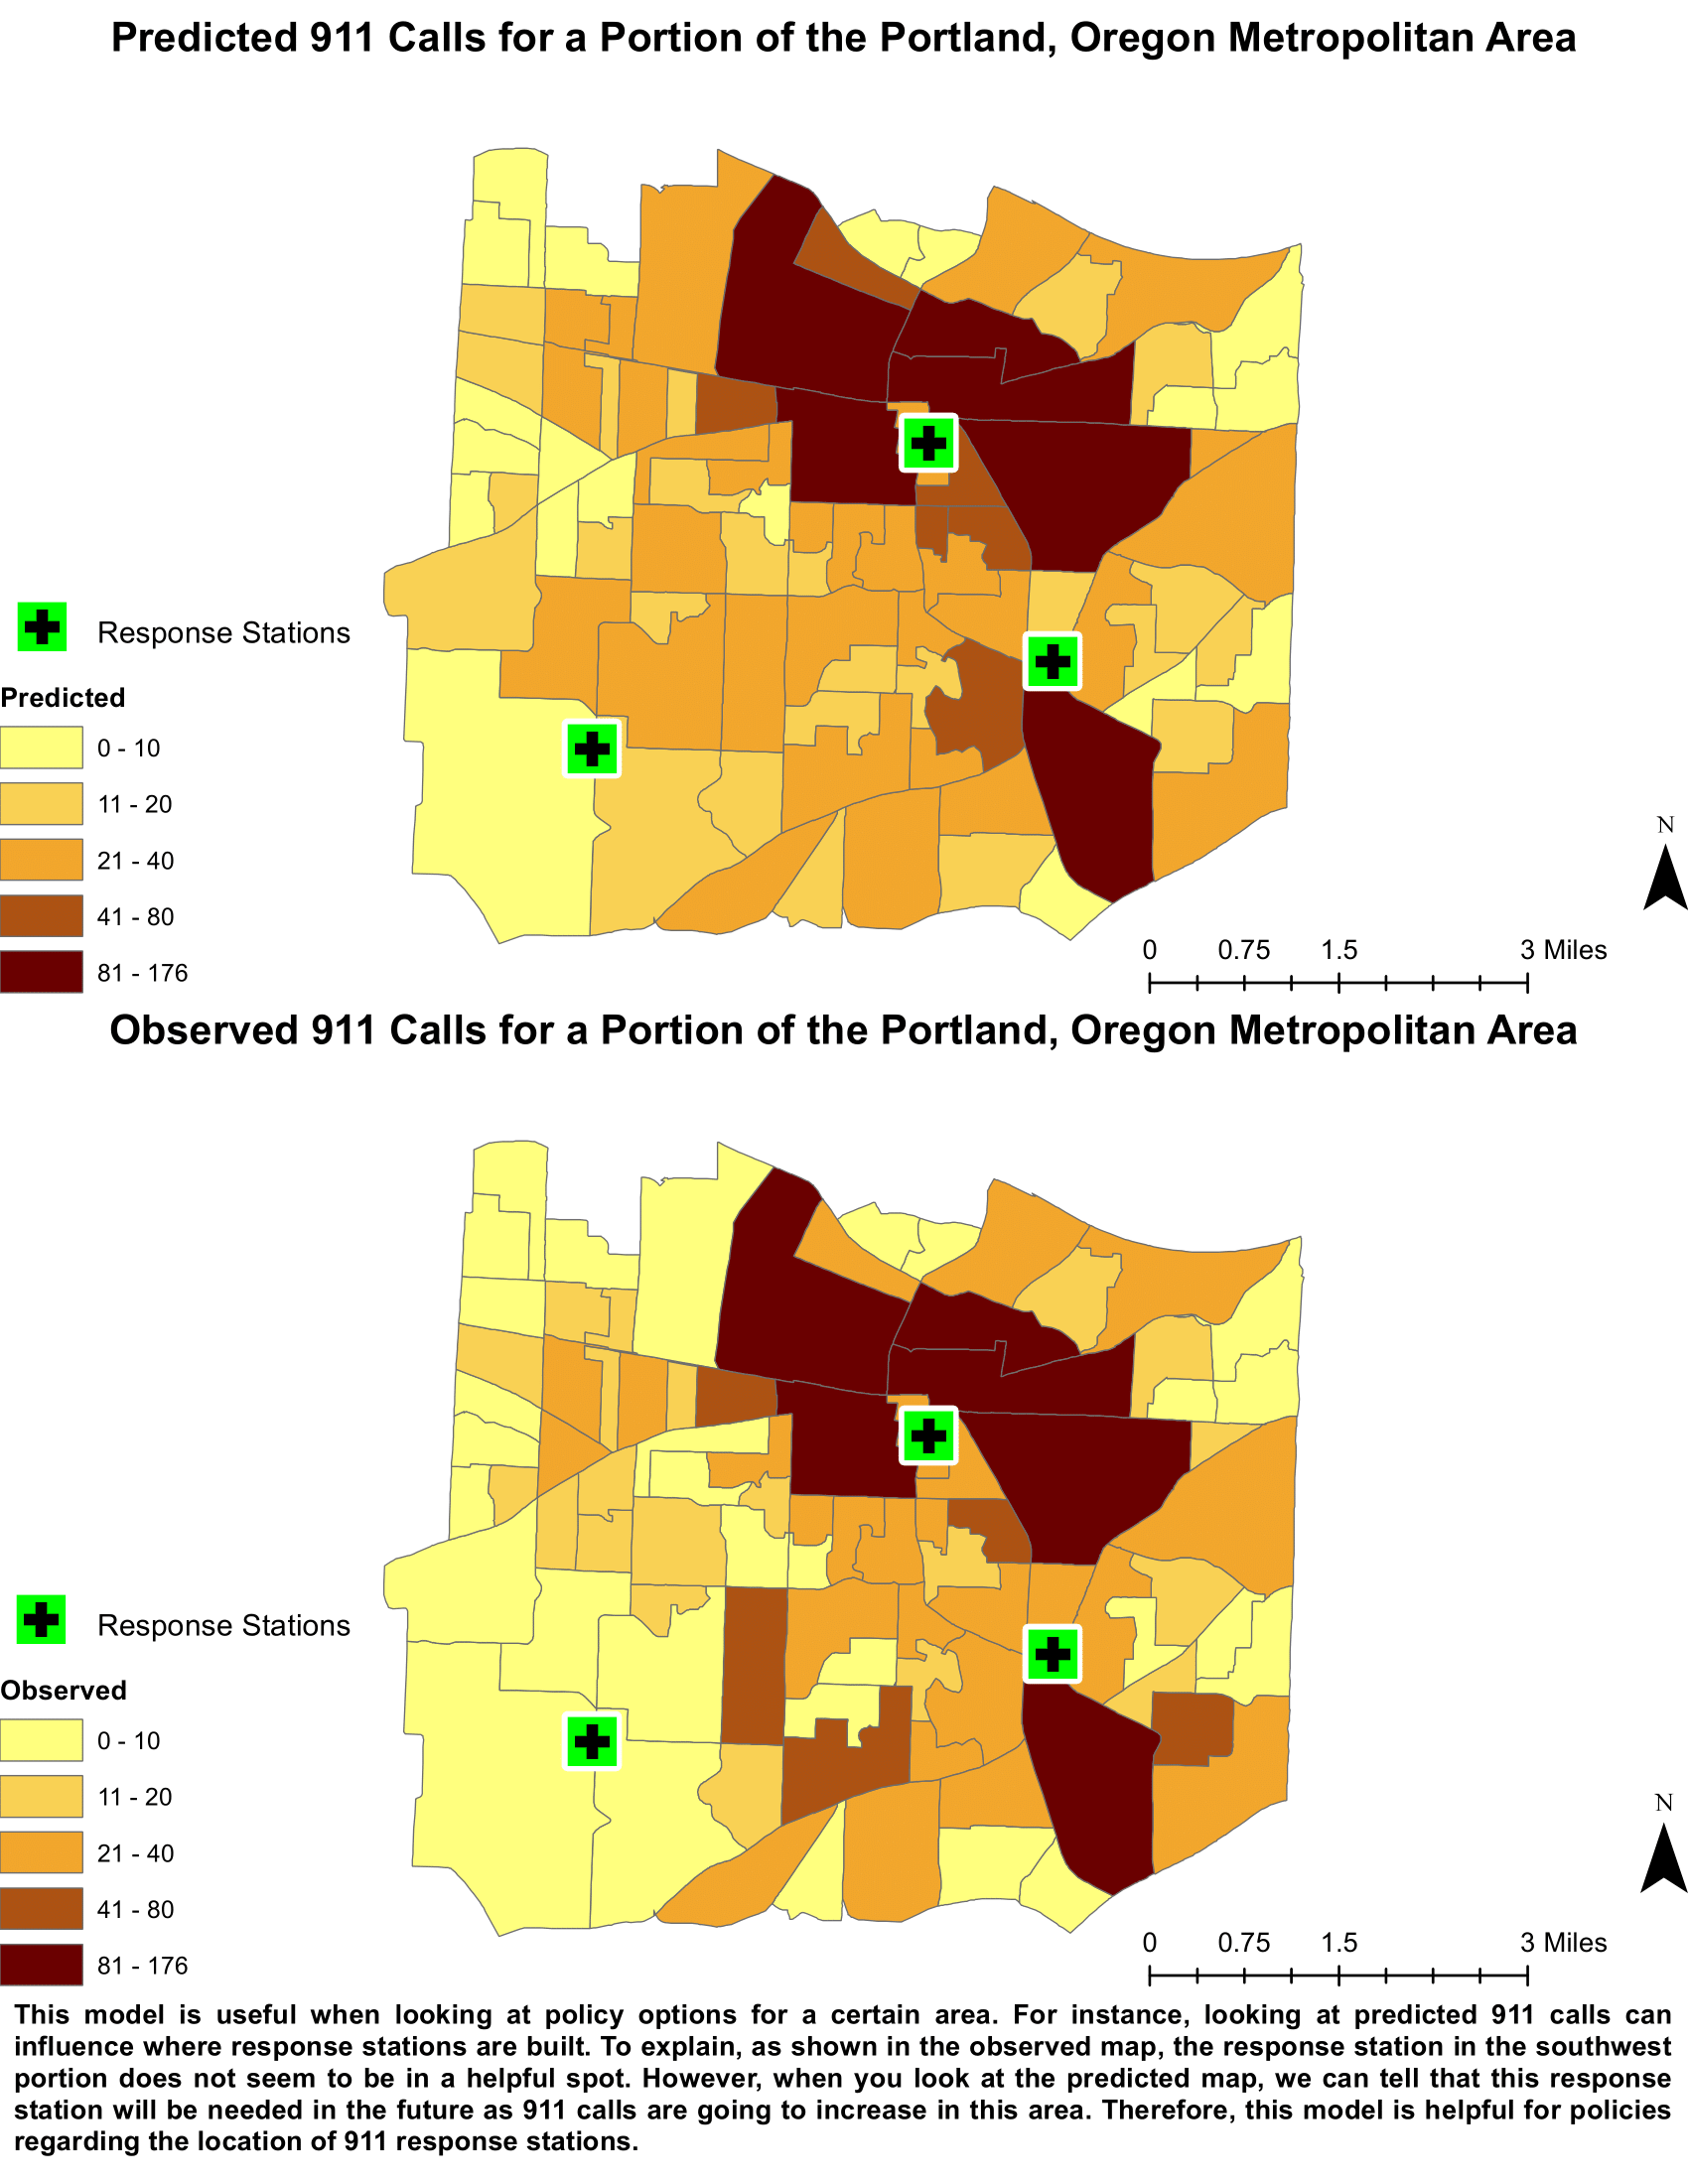 Predicted 911 Calls for a Portion of the Portland, Oregon Metropolitan Area
Response Stations
Predicted
0 - 10
11 - 20
21 - 40
41 - 80
81 - 176
N
0 0.75 1.5 3 Miles
Observed 911 Calls for a Portion of the Portland, Oregon Metropolitan Area
Response Stations
Observed
0 - 10
11 - 20
21 - 40
41 - 80
81 - 176
N
0 0.75 1.5 3 Miles
This model is useful when looking at policy options for a certain area. For instance, looking at predicted 911 calls can
influence where response stations are built. To explain, as shown in the observed map, the response station in the southwest
portion does not seem to be in a helpful spot. However, when you look at the predicted map, we can tell that this response
station will be needed in the future as 911 calls are going to increase in this area. Therefore, this model is helpful for policies
regarding the location of 911 response stations.